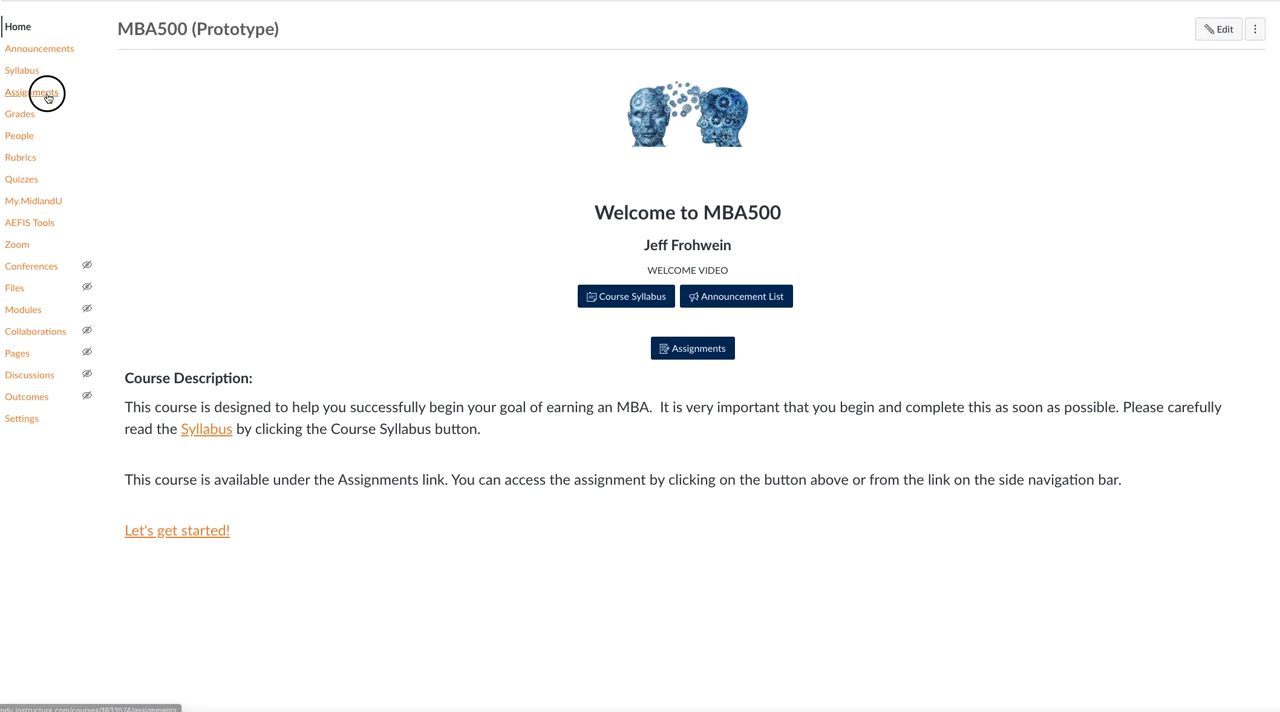 Home
Announcements
Syllabus
Assignments
Grades
People
Rubrics
Quizzes
My.MidlandU
AEFIS Tools
Zoom
Conferences
Files
Modules
Collaborations
Pages
Discussions
Outcomes
Settings
MBA500 (Prototype)
Edit
Welcome to MBA500
Jeff Frohwein
WELCOME VIDEO
Course Syllabus
Announcement List
Assignments
Course Description:
This course is designed to help you successfully begin your goal of earning an MBA.  It is very important that you begin and complete this as soon as possible. Please carefully
read the Syllabus by clicking the Course Syllabus button.
This course is available under the Assignments link. You can access the assignment by clicking on the button above or from the link on the side navigation bar.
Let's get started!